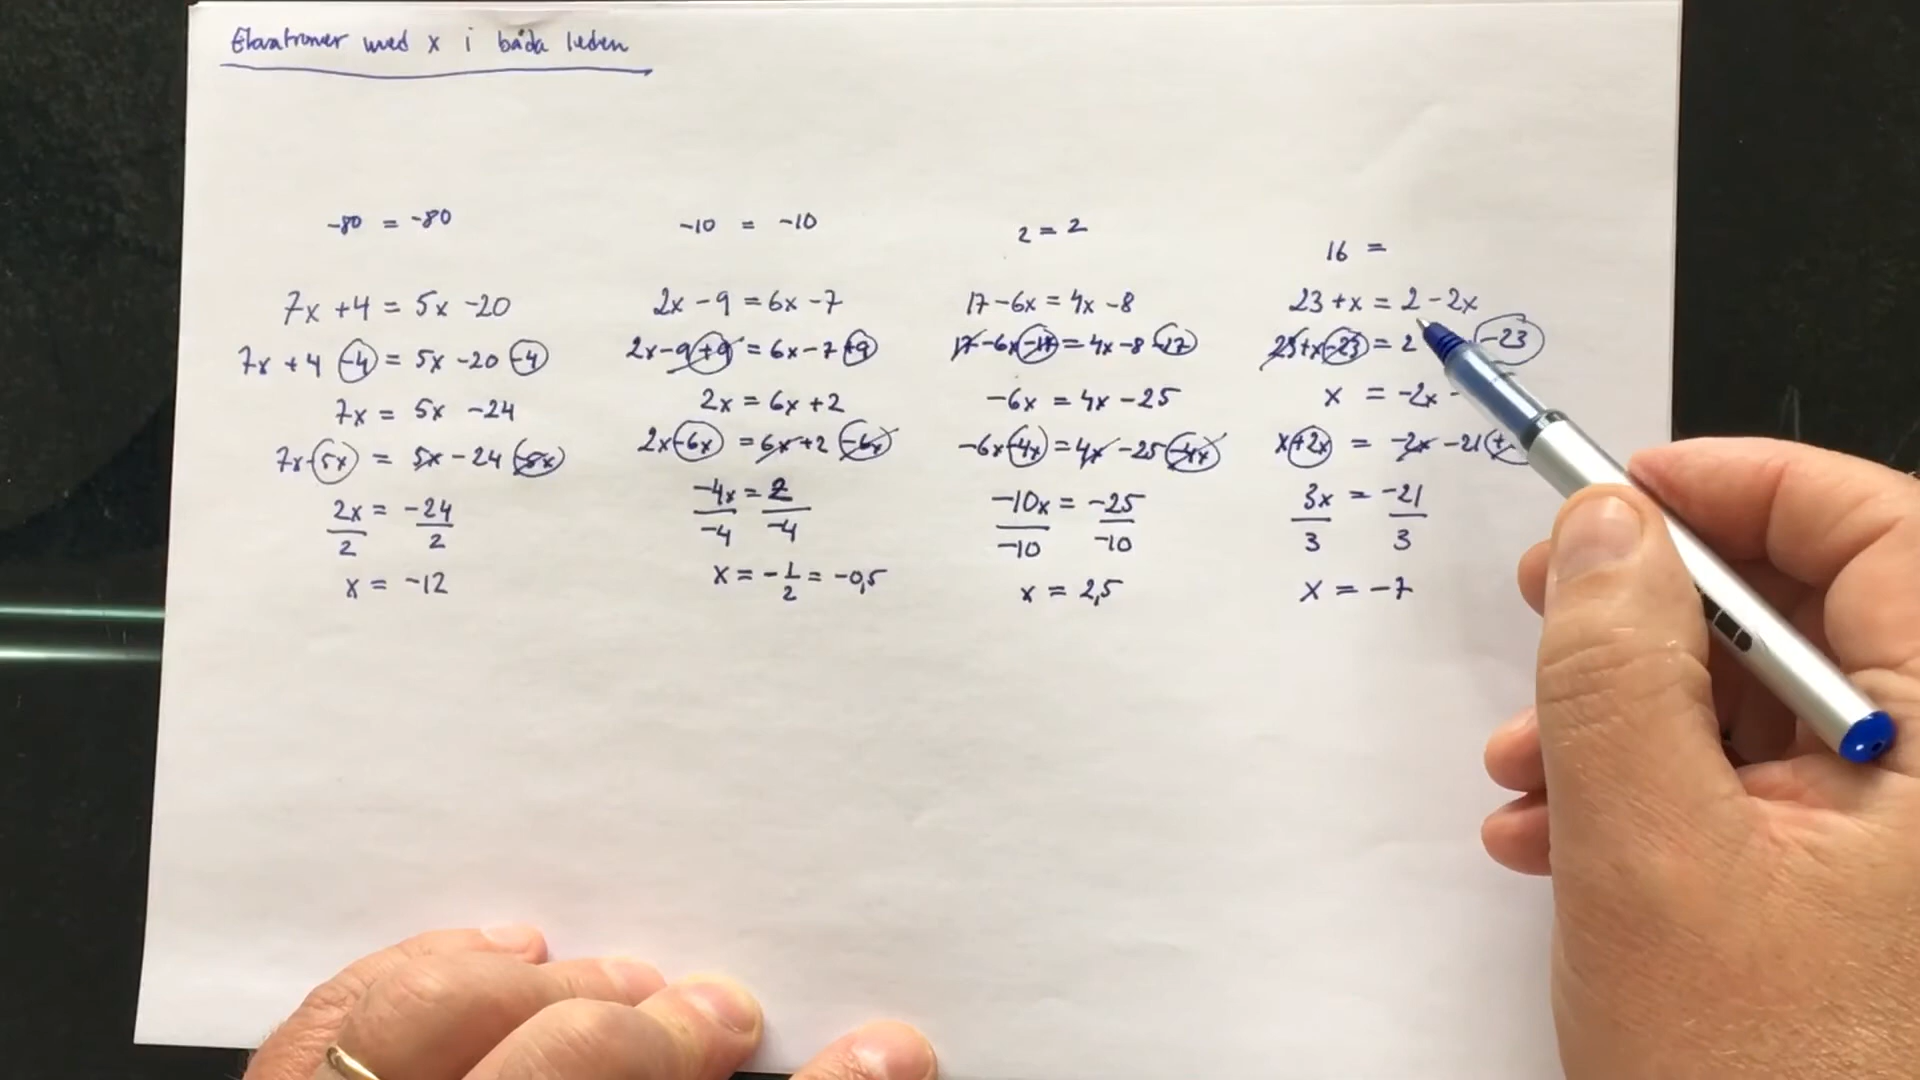 Ekvationer med x i båda leden
-80 = -80
7x + 4 = 5x - 20
7x + 4 - 4 = 5x - 20 - 4
7x = 5x - 24
7x - 5x = 5x - 24 - 5x
2x/2 = -24/2
x = -12
-10 = -10
2x - 9 = 6x - 7
2x - 9 + 9 = 6x - 7 + 9
2x = 6x + 2
2x - 6x = 6x + 2 - 6x
-4x/-4 = 2/-4
x = -1/2 = -0,5
2 = 2
17 - 6x = 4x - 8
17 - 6x - 17 = 4x - 8 - 17
-6x = 4x - 25
-6x - 4x = 4x - 25 - 4x
-10x/-10 = -25/-10
x = 2,5
16 =
23 + x = 2 - 2x
23 + x - 23 = 2 - 23
x = -2x -
x + 2x = -2x - 21 +
3x/3 = -21/3
x = -7